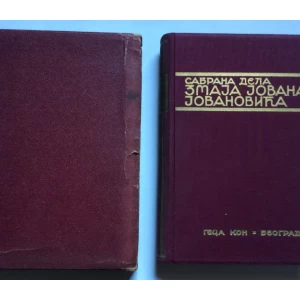 САБРАНА ДЕЛА
ЗМАЈА ЈОВАНА
ЈОВАНОВИЋА
ГЕЦА КОН • БЕОГРАД